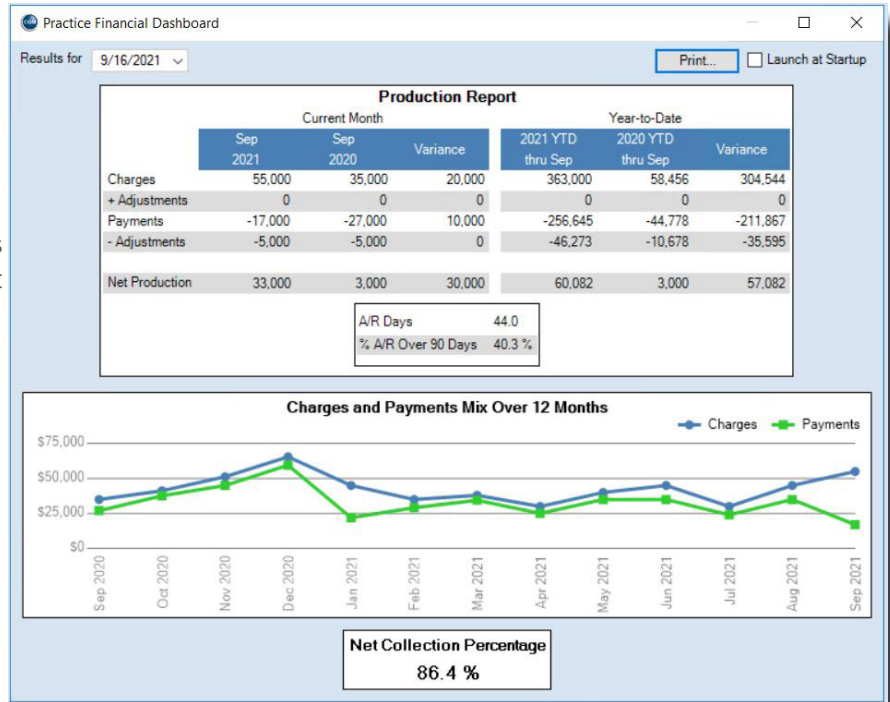 Practice Financial Dashboard
Results for 9/16/2021 Print... Launch at Startup
Production Report
Current Month Year-to-Date
Sep 2021 Sep 2020 Variance 2021 YTD thru Sep 2020 YTD thru Sep Variance
Charges 55,000 35,000 20,000 363,000 58,456 304,544
+ Adjustments 0 0 0 0 0 0
Payments -17,000 -27,000 10,000 -256,645 -44,778 -211,867
- Adjustments -5,000 -5,000 0 -46,273 -10,678 -35,595
Net Production 33,000 3,000 30,000 60,082 3,000 57,082
A/R Days 44.0
% A/R Over 90 Days 40.3 %
Charges and Payments Mix Over 12 Months
Charges Payments
$75,000
$50,000
$25,000
$0
Sep 2020 Oct 2020 Nov 2020 Dec 2020 Jan 2021 Feb 2021 Mar 2021 Apr 2021 May 2021 Jun 2021 Jul 2021 Aug 2021 Sep 2021
Net Collection Percentage
86.4 %